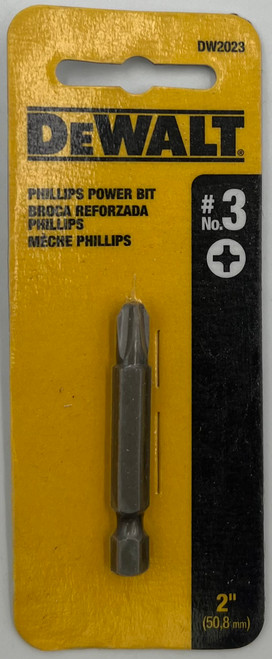 DW2023
DEWALT®
PHILLIPS POWER BIT
BROCA REFORZADA
PHILLIPS
MÈCHE PHILLIPS
#
No. 3
2"
(50,8 mm)